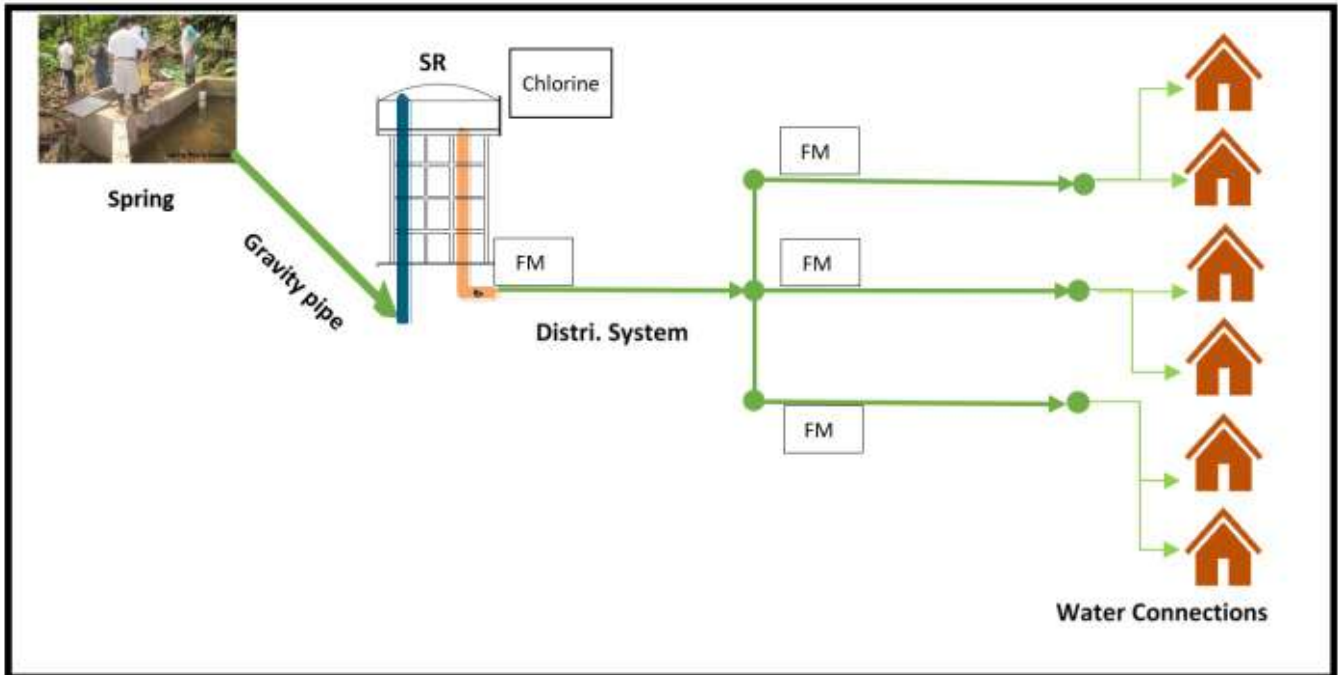 SR
Chlorine
Spring
Gravity pipe
FM
FM
FM
FM
Distri. System
Water Connections